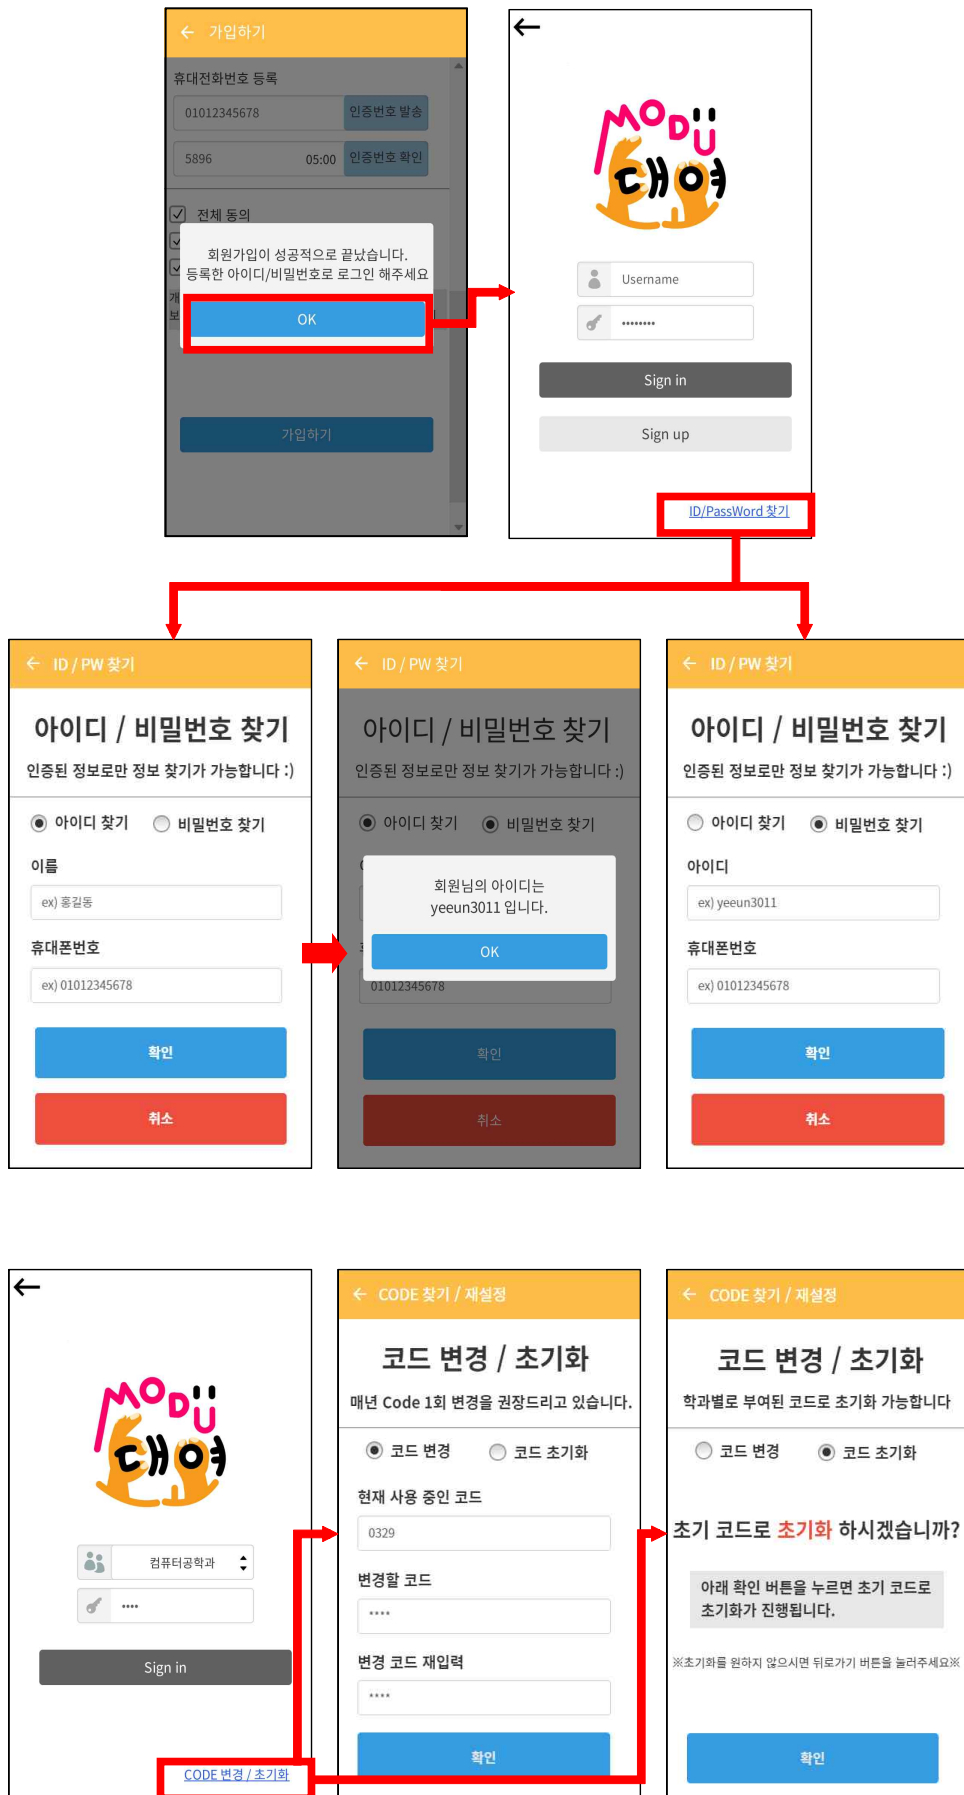 ← 가입하기
휴대전화번호 등록
01012345678 인증번호 발송
5896 05:00 인증번호 확인
전체 동의
회원가입이 성공적으로 끝났습니다.
등록한 아이디/비밀번호로 로그인 해주세요
개
보
OK
가입하기
←
MODÜ
대여
Username
••••••••
Sign in
Sign up
ID/PassWord 찾기
← ID / PW 찾기
아이디 / 비밀번호 찾기
인증된 정보로만 정보 찾기가 가능합니다 :)
아이디 찾기 비밀번호 찾기
이름
ex) 홍길동
휴대폰번호
ex) 01012345678
확인
취소
← ID / PW 찾기
아이디 / 비밀번호 찾기
인증된 정보로만 정보 찾기가 가능합니다 :)
아이디 찾기 비밀번호 찾기
회원님의 아이디는
yeeun3011 입니다.
OK
01012345678
확인
취소
← ID / PW 찾기
아이디 / 비밀번호 찾기
인증된 정보로만 정보 찾기가 가능합니다 :)
아이디 찾기 비밀번호 찾기
아이디
ex) yeeun3011
휴대폰번호
ex) 01012345678
확인
취소
←
MODÜ
대여
컴퓨터공학과
••••
Sign in
CODE 변경 / 초기화
← CODE 찾기 / 재설정
코드 변경 / 초기화
매년 Code 1회 변경을 권장드리고 있습니다.
코드 변경 코드 초기화
현재 사용 중인 코드
0329
변경할 코드
****
변경 코드 재입력
****
확인
← CODE 찾기 / 재설정
코드 변경 / 초기화
학과별로 부여된 코드로 초기화 가능합니다
코드 변경 코드 초기화
초기 코드로 초기화 하시겠습니까?
아래 확인 버튼을 누르면 초기 코드로
초기화가 진행됩니다.
※초기화를 원하지 않으시면 뒤로가기 버튼을 눌러주세요※
확인